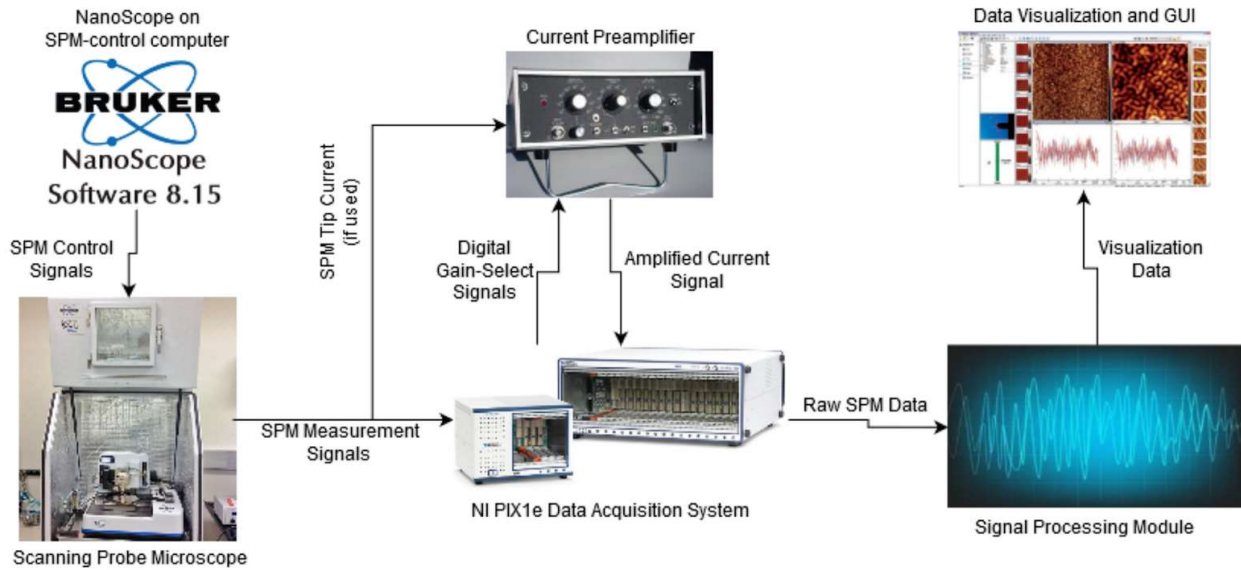 NanoScope on
SPM-control computer
BRUKER
NanoScope
Software 8.15
SPM Control
Signals
Scanning Probe Microscope
SPM Measurement
Signals
SPM Tip Current
(if used)
Current Preamplifier
Digital
Gain-Select
Signals
Amplified Current
Signal
NI PIX1e Data Acquisition System
Raw SPM Data
Signal Processing Module
Visualization
Data
Data Visualization and GUI